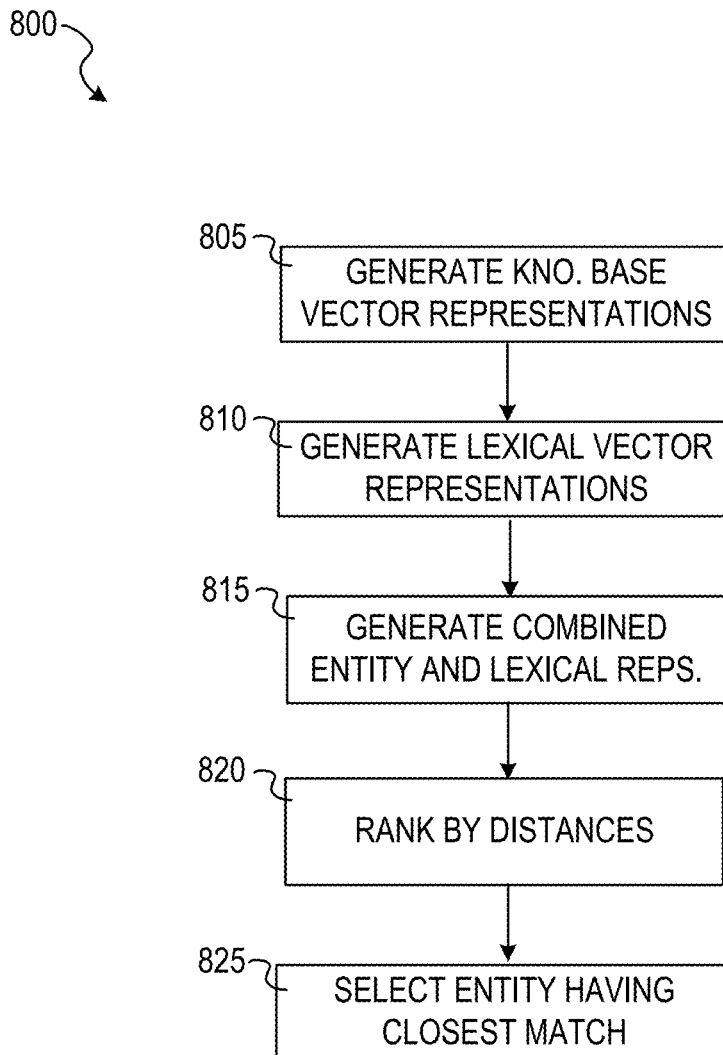 800
805
GENERATE KNO. BASE
VECTOR REPRESENTATIONS
810
GENERATE LEXICAL VECTOR
REPRESENTATIONS
815
GENERATE COMBINED
ENTITY AND LEXICAL REPS.
820
RANK BY DISTANCES
825
SELECT ENTITY HAVING
CLOSEST MATCH